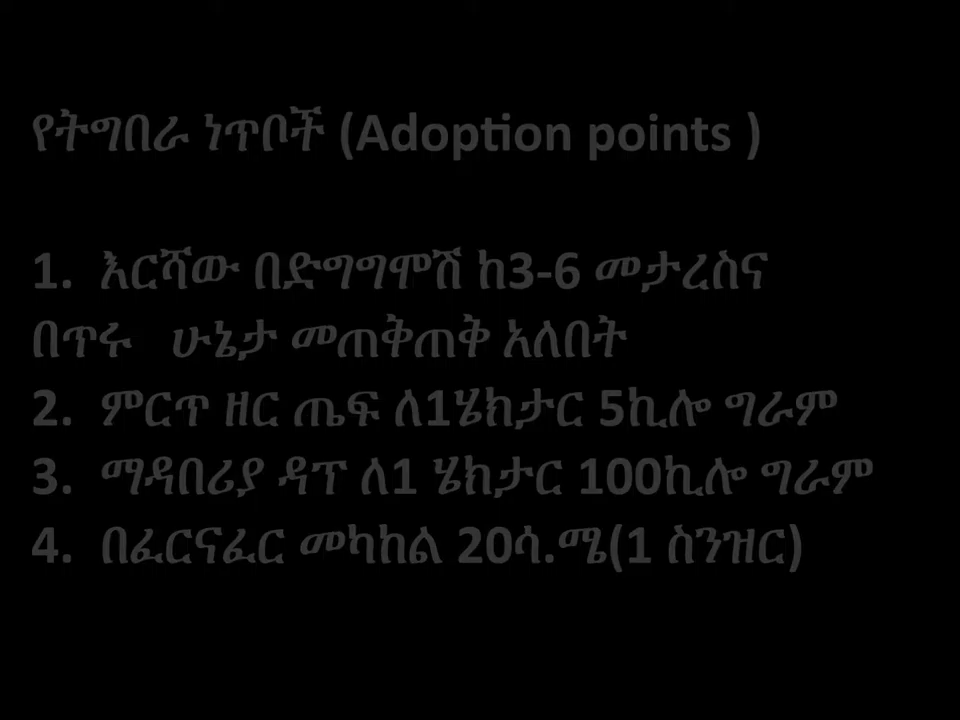 የትግበራ ነጥቦች (Adoption points )
1. እርሻው በድግግሞሽ ከ3-6 መታረስና
በጥሩ ሁኔታ መጠቅጠቅ አለበት
2. ምርጥ ዘር ጤፍ ለ1ሄክታር 5ኪሎ ግራም
3. ማዳበሪያ ዳፕ ለ1 ሄክታር 100ኪሎ ግራም
4. በፈርናፈር መካከል 20ሳ.ሜ(1 ስንዝር)